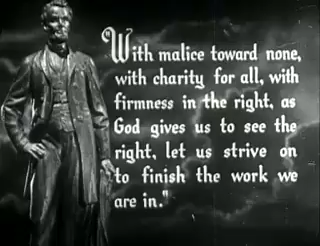 "With malice toward none,
with charity for all, with
firmness in the right, as
God gives us to see the
right, let us strive on
to finish the work we
are in."